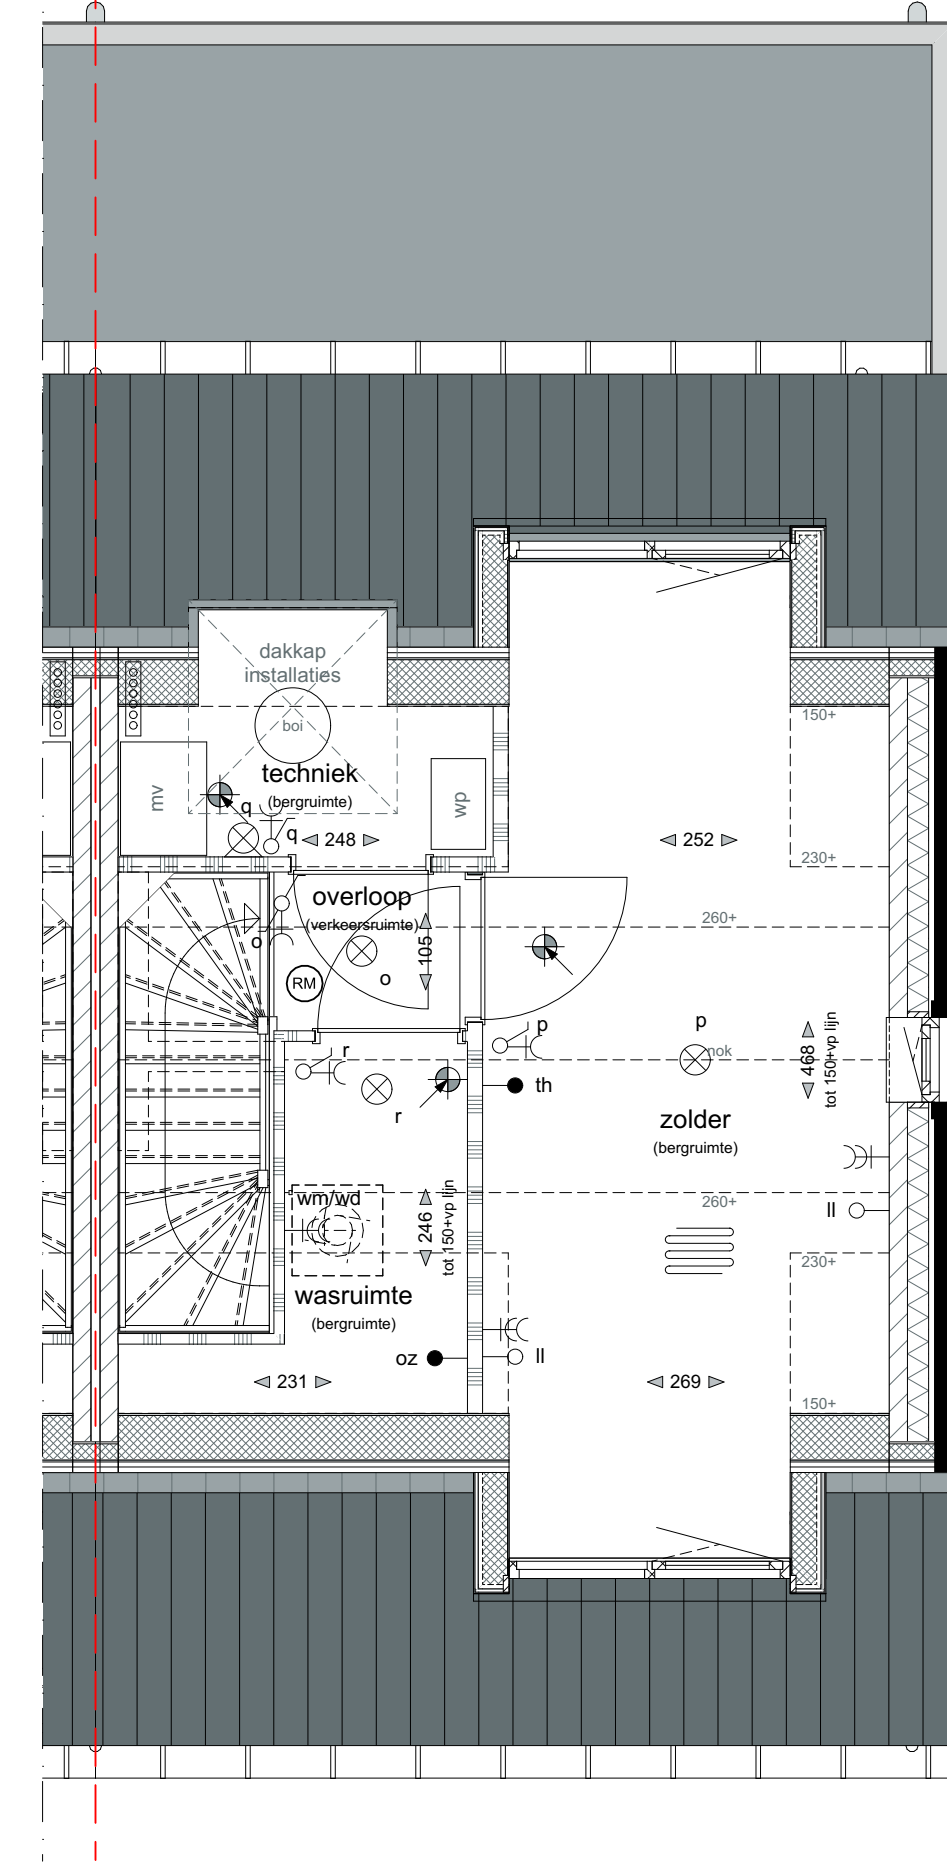 dakkap
installaties
boi
150+
techniek
(bergruimte)
mv
wp
q
q
248
252
230+
overloop
(verkeersruimte)
260+
o
105
o
RM
p
p
nok
r
th
468
tot 150+vp lijn
r
zolder
(bergruimte)
wm/wd
246
tot 150+vp lijn
260+
ll
230+
wasruimte
(bergruimte)
oz
ll
231
269
150+